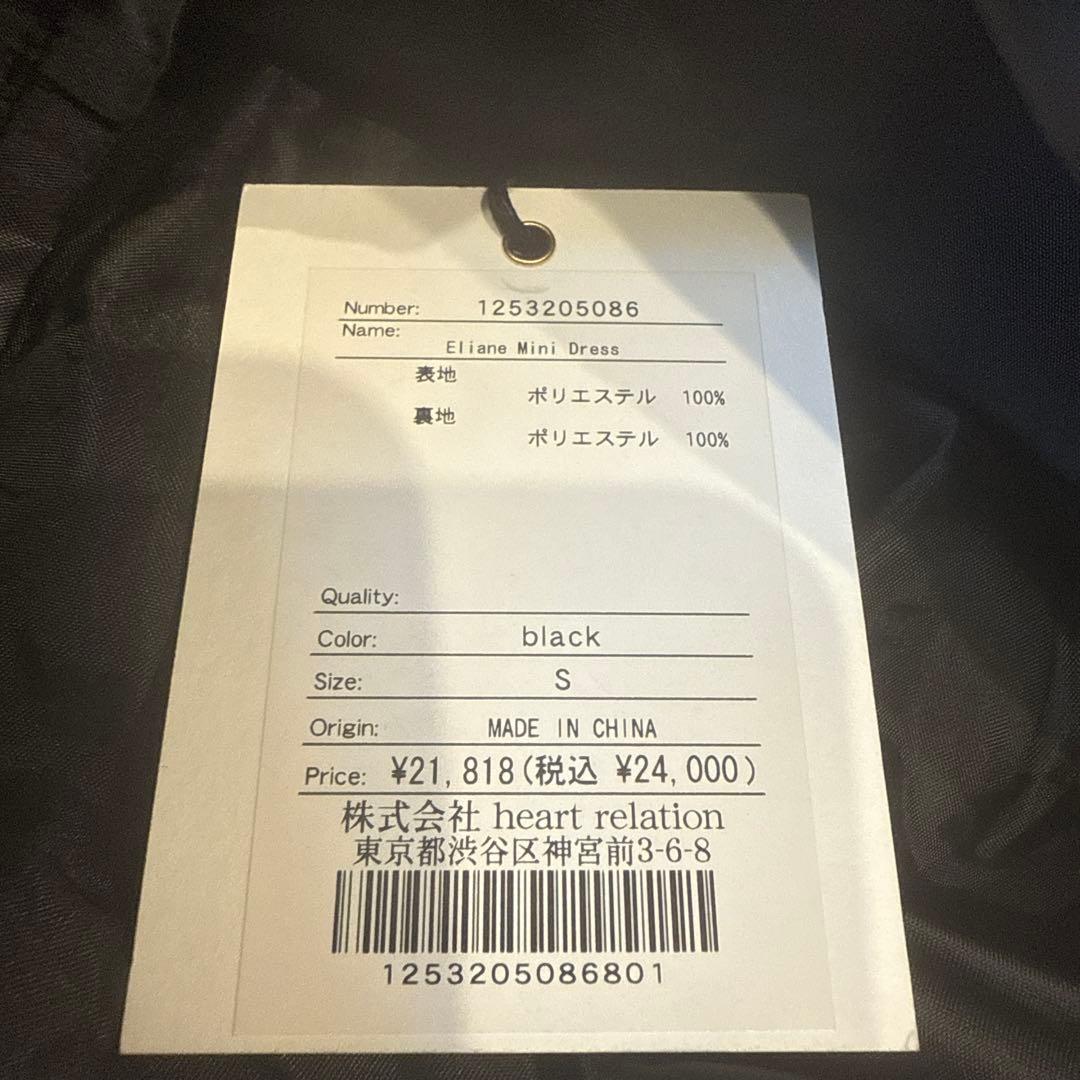 Number: 1253205086
Name:
Eliane Mini Dress
表地
ポリエステル 100%
裏地
ポリエステル 100%
Quality:
Color: black
Size: S
Origin: MADE IN CHINA
Price: ¥21,818(税込 ¥24,000)
株式会社 heart relation
東京都渋谷区神宮前3-6-8
1253205086801